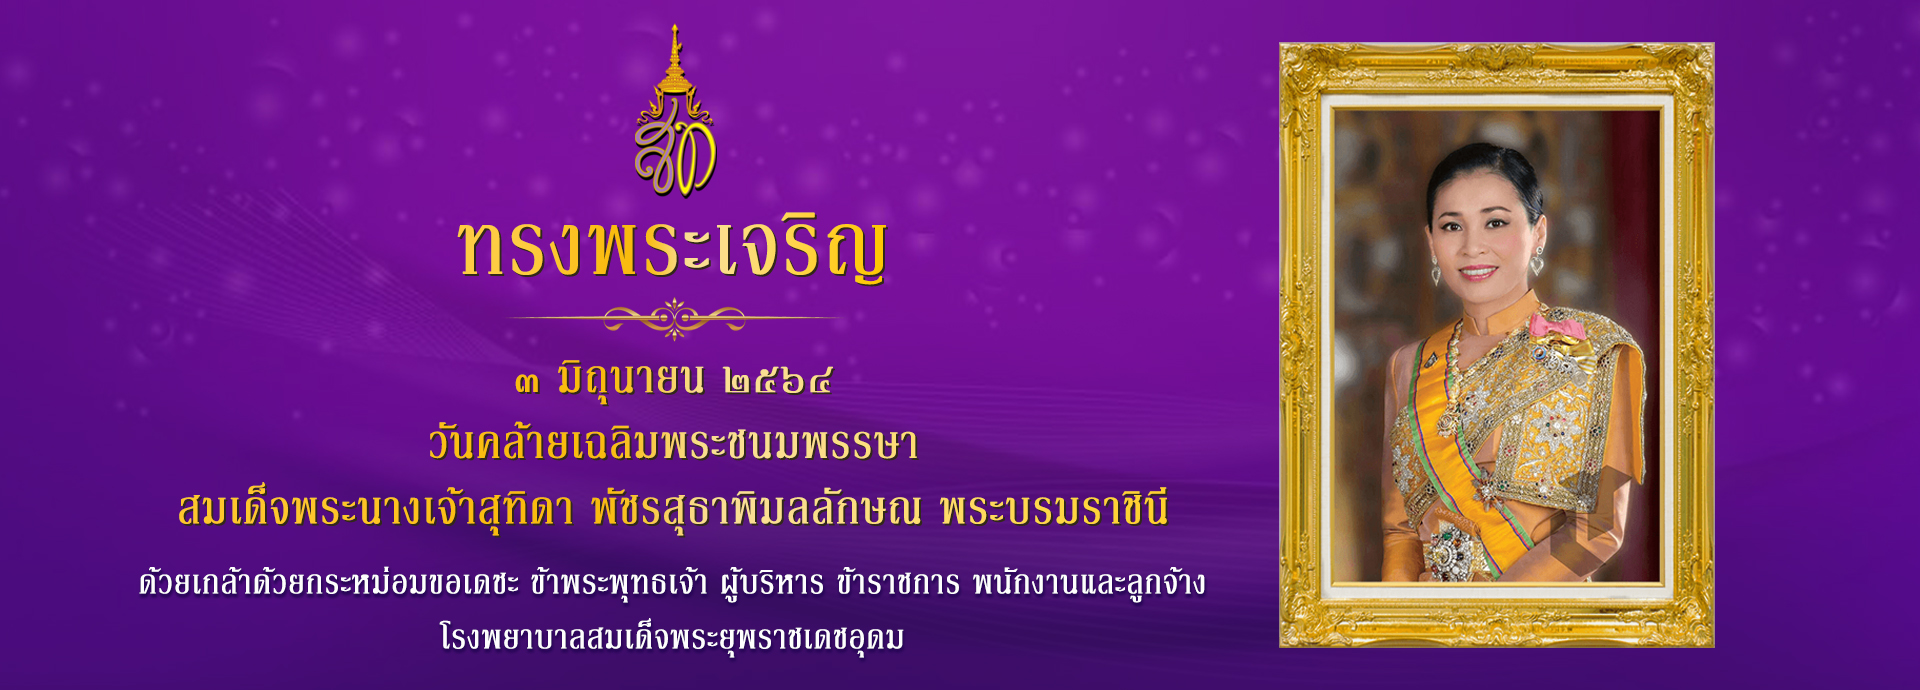 สท
ทรงพระเจริญ
๓ มิถุนายน ๒๕๖๔
วันคล้ายเฉลิมพระชนมพรรษา
สมเด็จพระนางเจ้าสุทิดา พัชรสุธาพิมลลักษณ พระบรมราชินี
ด้วยเกล้าด้วยกระหม่อมขอเดชะ ข้าพระพุทธเจ้า ผู้บริหาร ข้าราชการ พนักงานและลูกจ้าง
โรงพยาบาลสมเด็จพระยุพราชเดชอุดม